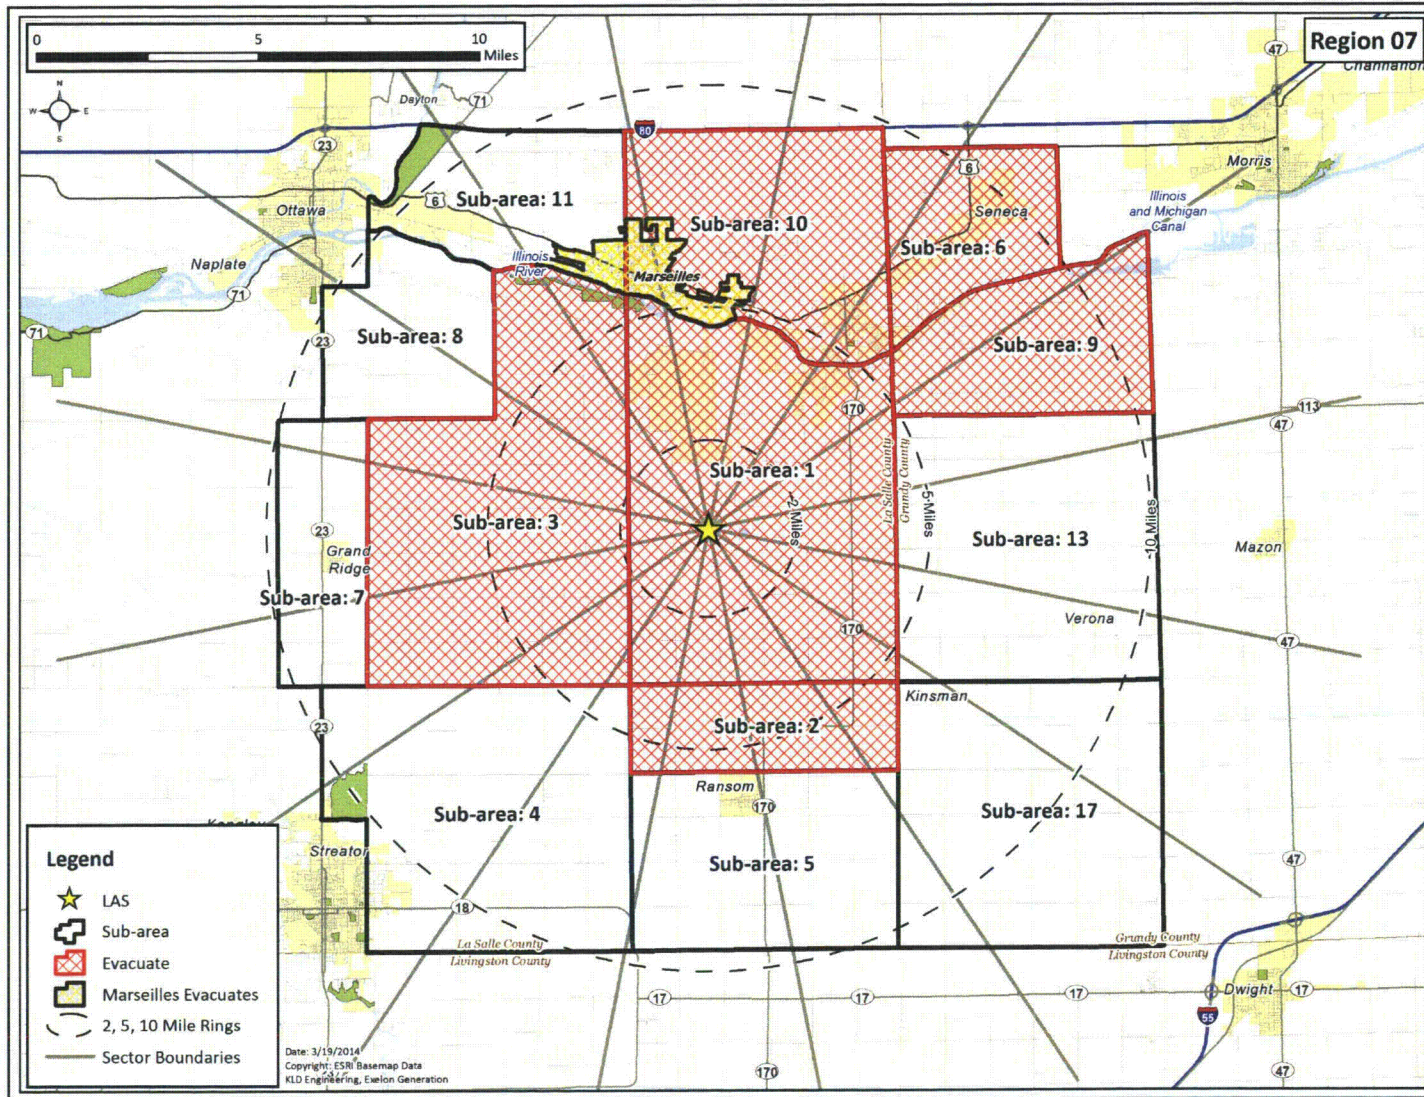 0 5 10
Miles
Region 07
N
W E
S
Dayton
71
80
47
Channahon
23
6
Morris
Sub-area: 11
6
Ottawa
Sub-area: 10
Seneca
Illinois
and Michigan
Canal
Naplate
Illinois
River
Marseilles
Sub-area: 6
71
71
23
Sub-area: 8
Sub-area: 9
170
113
47
Sub-area: 1
La Salle County
Grundy County
2 Miles
5 Miles
10 Miles
23
Grand
Ridge
Sub-area: 3
Sub-area: 13
Mazon
Sub-area: 7
170
Verona
47
Kinsman
23
Sub-area: 2
Ransom
170
Sub-area: 4
Sub-area: 17
Streator
Sub-area: 5
47
18
La Salle County
Livingston County
Grundy County
Livingston County
17
17
17
Dwight
17
55
170
47
Legend
LAS
Sub-area
Evacuate
Marseilles Evacuates
2, 5, 10 Mile Rings
Sector Boundaries
Date: 3/19/2014
Copyright: ESRI Basemap Data
KLD Engineering, Exelon Generation